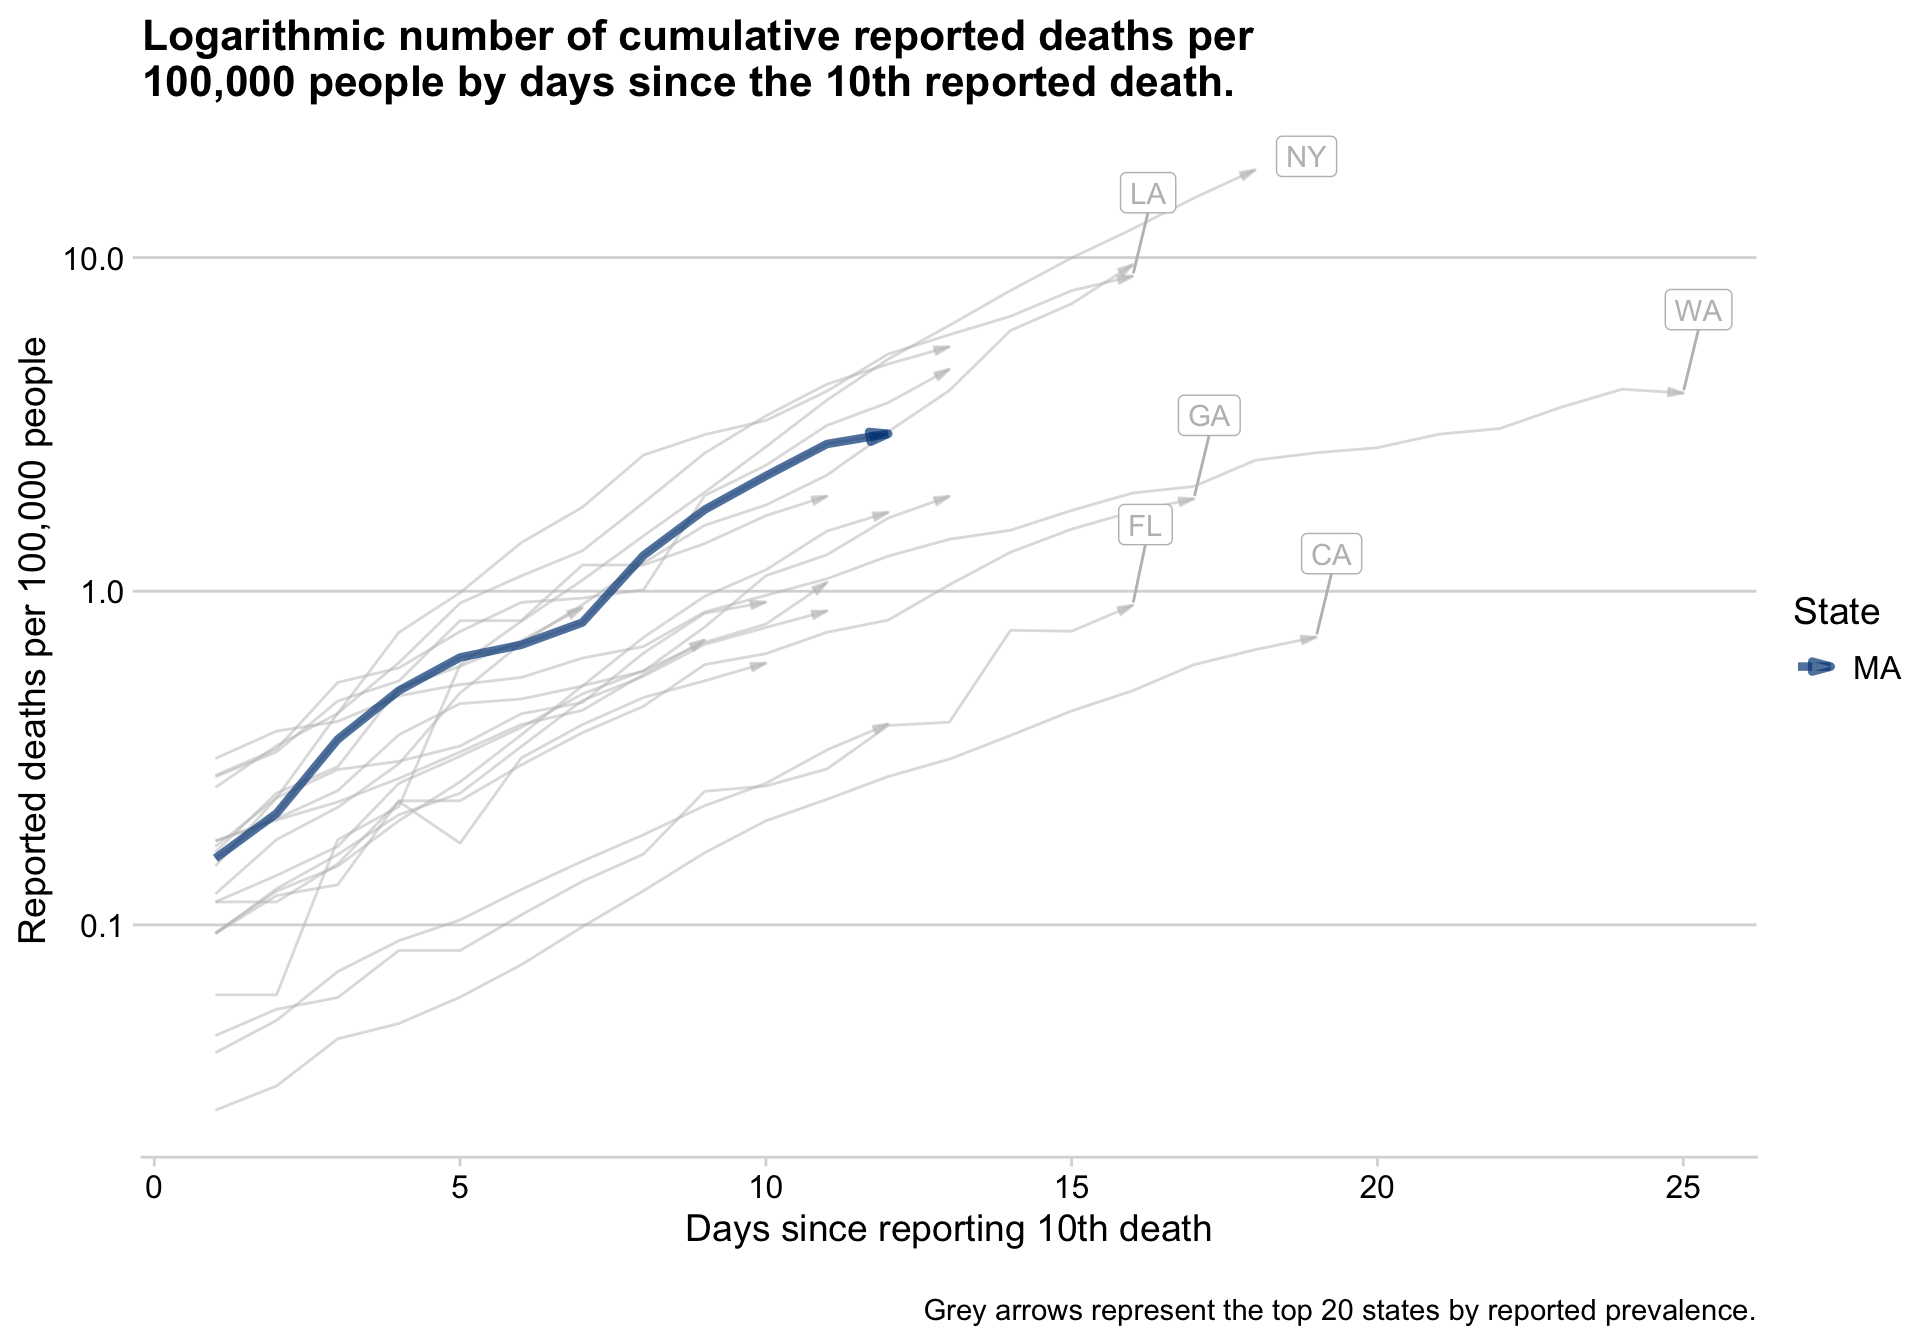 Logarithmic number of cumulative reported deaths per
100,000 people by days since the 10th reported death.
NY
LA
10.0
WA
GA
FL
CA
1.0
0.1
Reported deaths per 100,000 people
State
MA
0
5
10
15
20
25
Days since reporting 10th death
Grey arrows represent the top 20 states by reported prevalence.